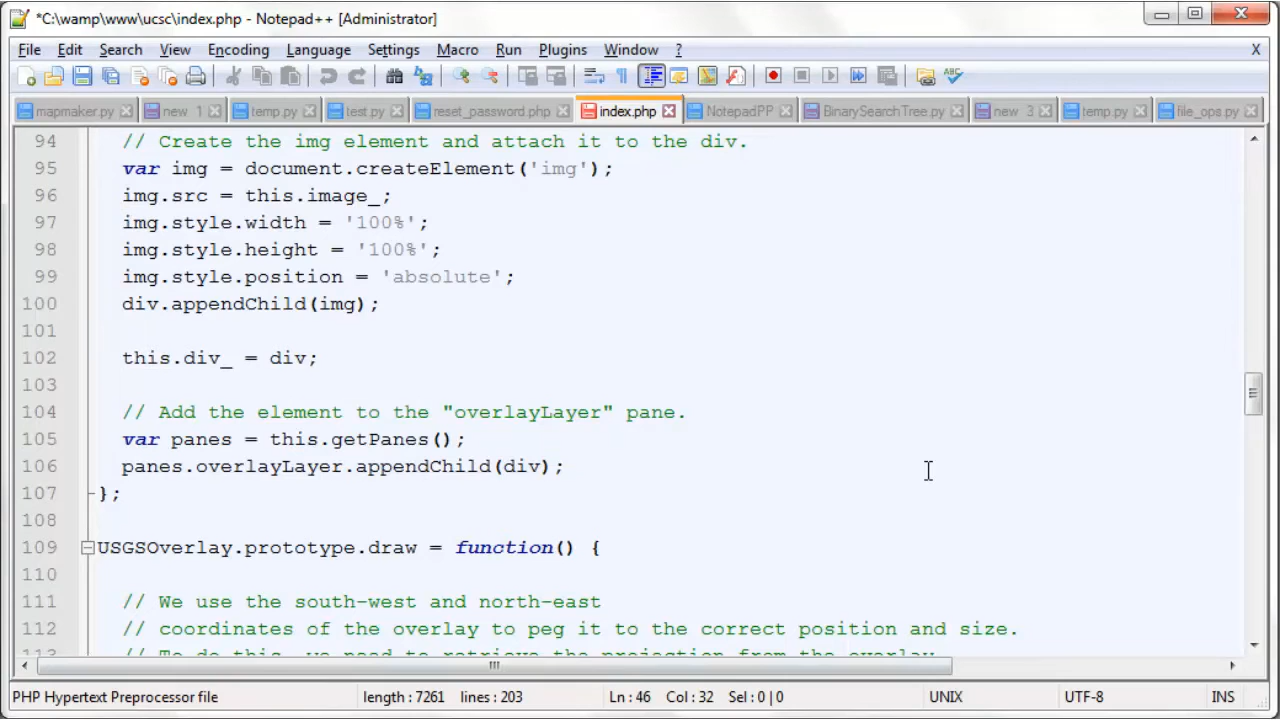 *C:\wamp\www\ucsc\index.php - Notepad++ [Administrator]
File Edit Search View Encoding Language Settings Macro Run Plugins Window ? X
mapmaker.py new 1 temp.py test.py reset_password.php index.php NotepadPP BinarySearchTree.py new 3 temp.py file_ops.py
94 // Create the img element and attach it to the div.
95 var img = document.createElement('img');
96 img.src = this.image_;
97 img.style.width = '100%';
98 img.style.height = '100%';
99 img.style.position = 'absolute';
100 div.appendChild(img);
101
102 this.div_ = div;
103
104 // Add the element to the "overlayLayer" pane.
105 var panes = this.getPanes();
106 panes.overlayLayer.appendChild(div);
107 };
108
109 USGSOverlay.prototype.draw = function() {
110
111 // We use the south-west and north-east
112 // coordinates of the overlay to peg it to the correct position and size.
113 // To do this, we need to retrieve the projection from the overlay.
PHP Hypertext Preprocessor file length : 7261 lines : 203 Ln : 46 Col : 32 Sel : 0 | 0 UNIX UTF-8 INS